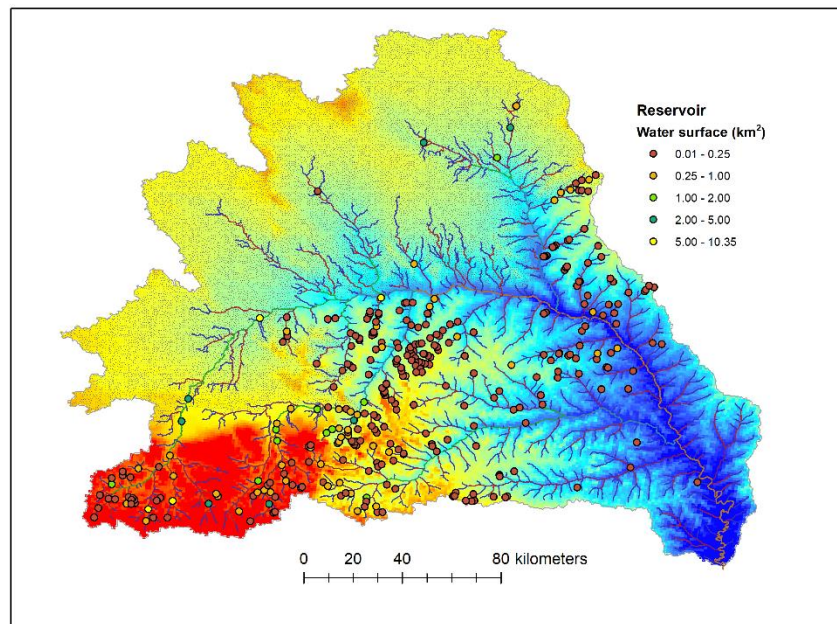 Reservoir
Water surface (km²)
0.01 - 0.25
0.25 - 1.00
1.00 - 2.00
2.00 - 5.00
5.00 - 10.35
0 20 40 80 kilometers